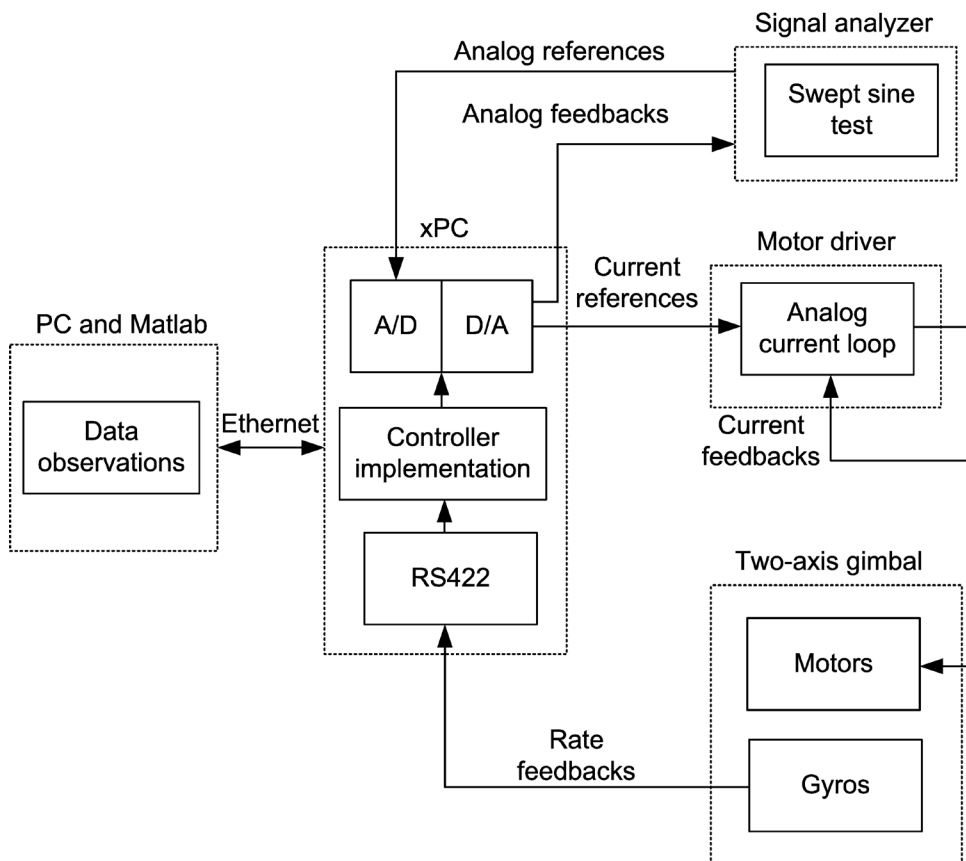 Signal analyzer
Analog references
Swept sine
test
Analog feedbacks
xPC
Motor driver
Current
references
A/D
D/A
Analog
current loop
PC and Matlab
Data
observations
Ethernet
Controller
implementation
Current
feedbacks
RS422
Two-axis gimbal
Motors
Rate
feedbacks
Gyros